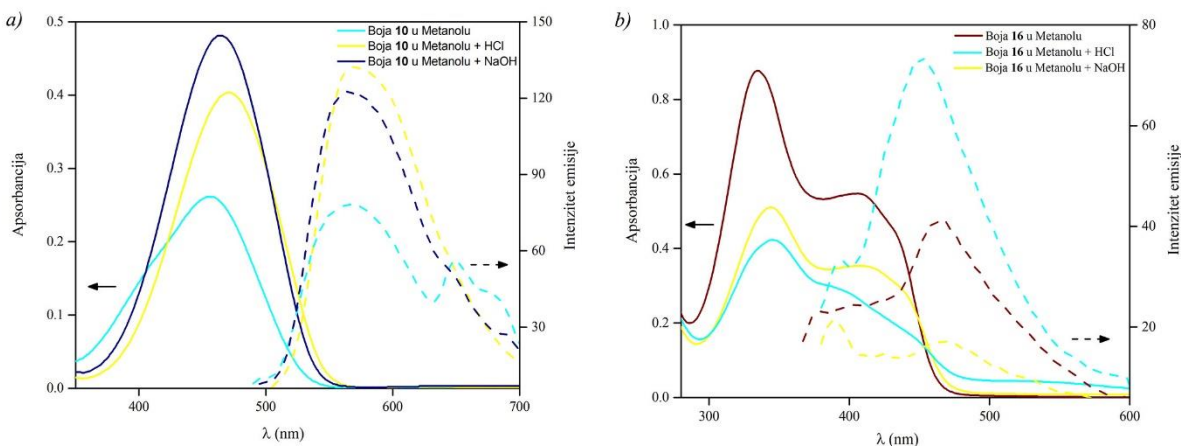 a)
Boja 10 u Metanolu
Boja 10 u Metanolu + HCl
Boja 10 u Metanolu + NaOH
Apsorbancija
0.5
0.4
0.3
0.2
0.1
0.0
150
120
90
60
30
Intenzitet emisije
400 500 600 700
λ (nm)
b)
Boja 16 u Metanolu
Boja 16 u Metanolu + HCl
Boja 16 u Metanolu + NaOH
Apsorbancija
1.0
0.8
0.6
0.4
0.2
0.0
80
60
40
20
Intenzitet emisije
300 400 500 600
λ (nm)